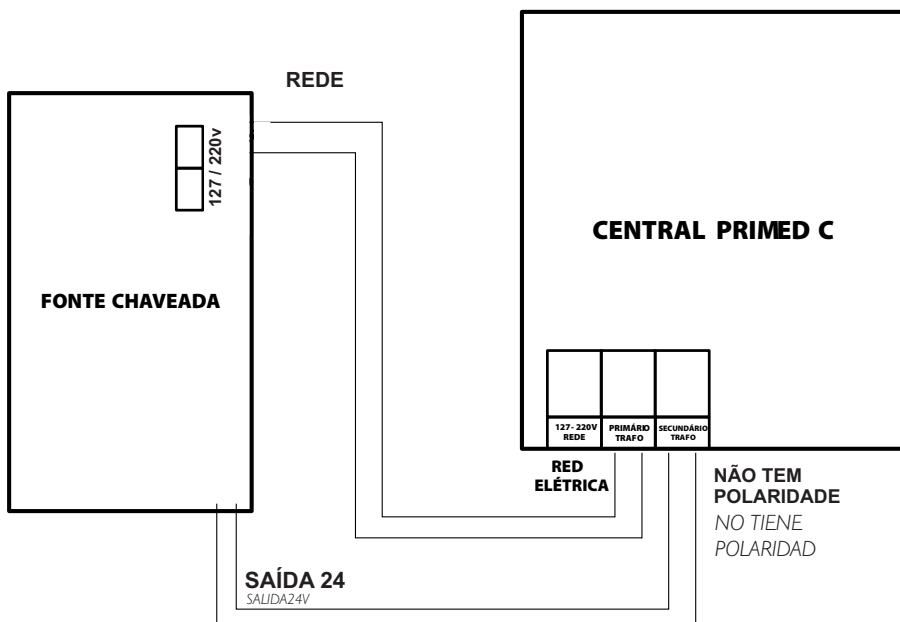 REDE
127 / 220v
FONTE CHAVEADA
CENTRAL PRIMED C
127- 220V
REDE
PRIMÁRIO
TRAFO
SECUNDÁRIO
TRAFO
RED
ELÉTRICA
NÃO TEM
POLARIDADE
NO TIENE
POLARIDAD
SAÍDA 24
SALIDA24V